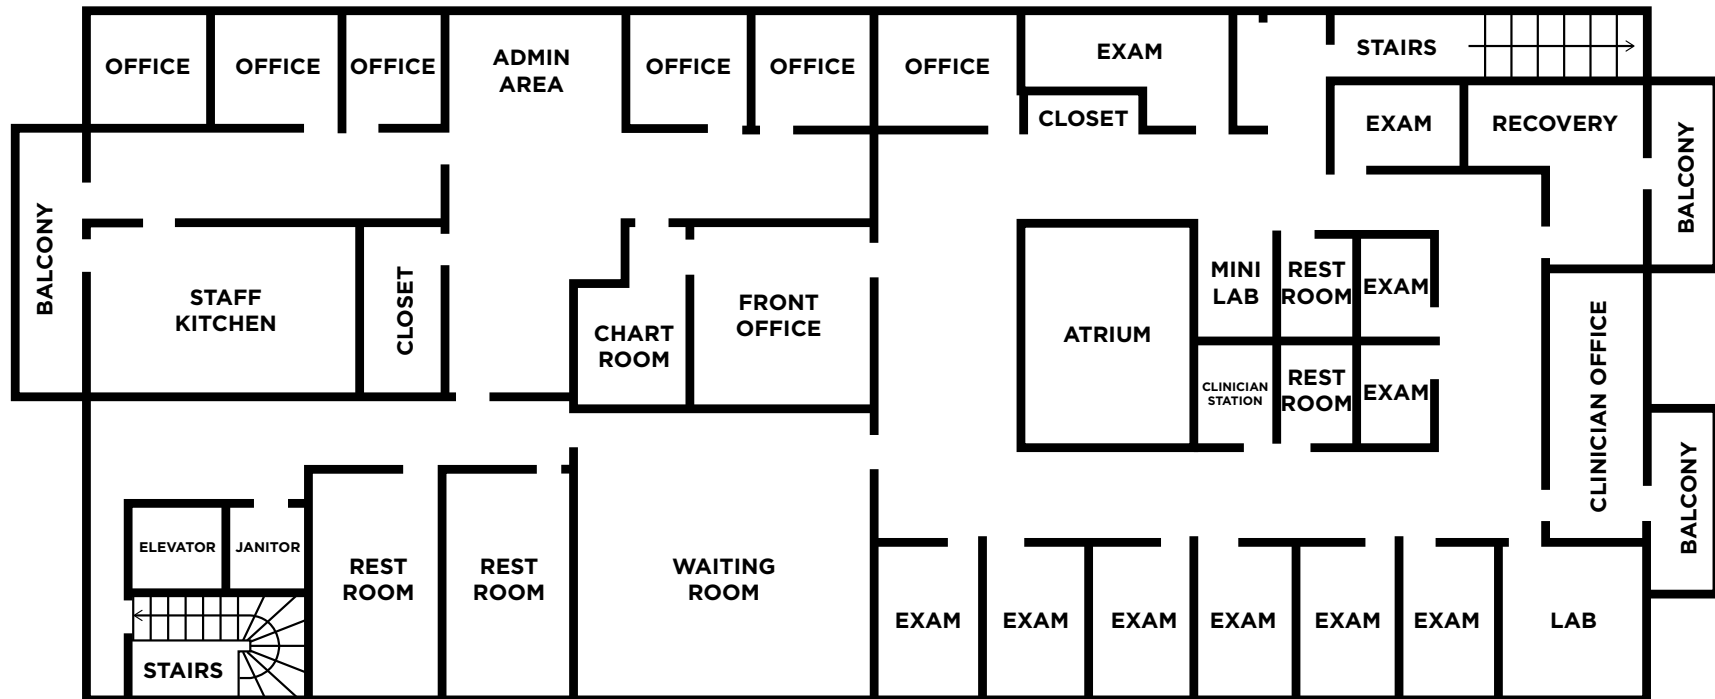 OFFICE
OFFICE
OFFICE
ADMIN
AREA
OFFICE
OFFICE
OFFICE
EXAM
STAIRS
CLOSET
EXAM
RECOVERY
BALCONY
BALCONY
STAFF
KITCHEN
CLOSET
CHART
ROOM
FRONT
OFFICE
ATRIUM
MINI
LAB
REST
ROOM
EXAM
CLINICIAN
STATION
REST
ROOM
EXAM
CLINICIAN OFFICE
BALCONY
ELEVATOR
JANITOR
STAIRS
REST
ROOM
REST
ROOM
WAITING
ROOM
EXAM
EXAM
EXAM
EXAM
EXAM
EXAM
LAB